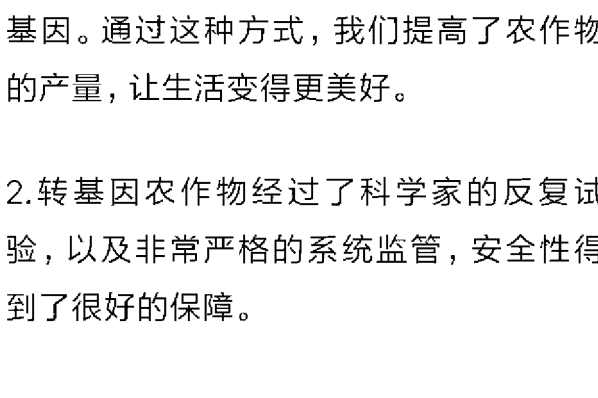 基因。通过这种方式，我们提高了农作物
的产量，让生活变得更美好。
2.转基因农作物经过了科学家的反复试
验，以及非常严格的系统监管，安全性得
到了很好的保障。